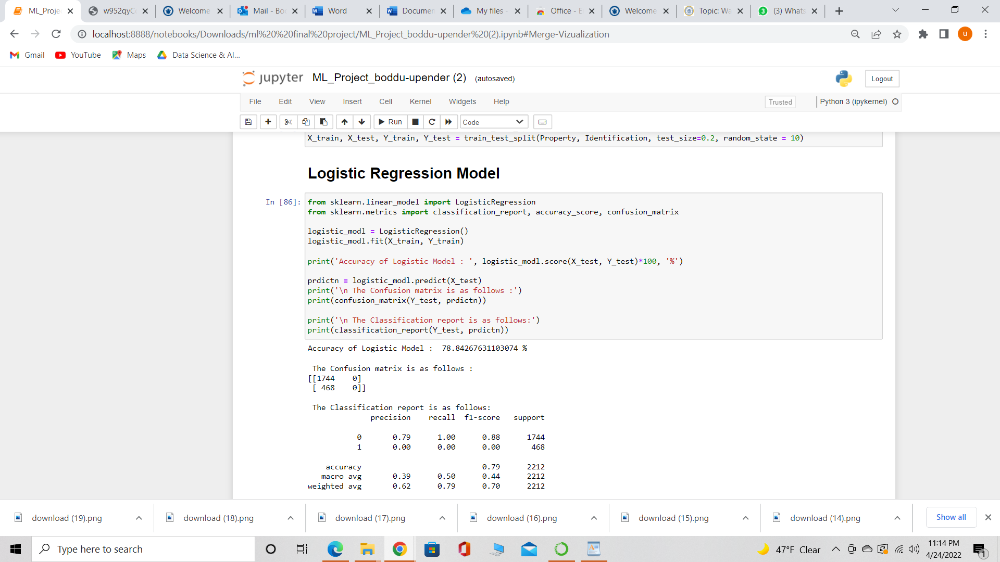 ML_Proje
w952qyC
Welcome
Mail - Bo
Word
Documen
My files -
Office - E
Welcome
Topic: Wa
(3) Whats
localhost:8888/notebooks/Downloads/ml%20%20final%20project/ML_Project_boddu-upender%20(2).ipynb#Merge-Vizualization
u
Gmail
YouTube
Maps
Data Science & AI...
jupyter ML_Project_boddu-upender (2) (autosaved)
Logout
File Edit View Insert Cell Kernel Widgets Help
Trusted
Python 3 (ipykernel)
Run
Code
X_train, X_test, Y_train, Y_test = train_test_split(Property, Identification, test_size=0.2, random_state = 10)
Logistic Regression Model
In [86]: from sklearn.linear_model import LogisticRegression
from sklearn.metrics import classification_report, accuracy_score, confusion_matrix
logistic_modl = LogisticRegression()
logistic_modl.fit(X_train, Y_train)
print('Accuracy of Logistic Model : ', logistic_modl.score(X_test, Y_test)*100, '%')
prdictn = logistic_modl.predict(X_test)
print('\n The Confusion matrix is as follows :')
print(confusion_matrix(Y_test, prdictn))
print('\n The Classification report is as follows:')
print(classification_report(Y_test, prdictn))
Accuracy of Logistic Model :  78.84267631103074 %
The Confusion matrix is as follows :
[[1744    0]
[ 468    0]]
The Classification report is as follows:
precision    recall  f1-score   support
0       0.79      1.00      0.88      1744
1       0.00      0.00      0.00       468
accuracy                           0.79      2212
macro avg       0.39      0.50      0.44      2212
weighted avg       0.62      0.79      0.70      2212
download (19).png
download (18).png
download (17).png
download (16).png
download (15).png
download (14).png
Show all
Type here to search
47°F Clear
11:14 PM
4/24/2022
1